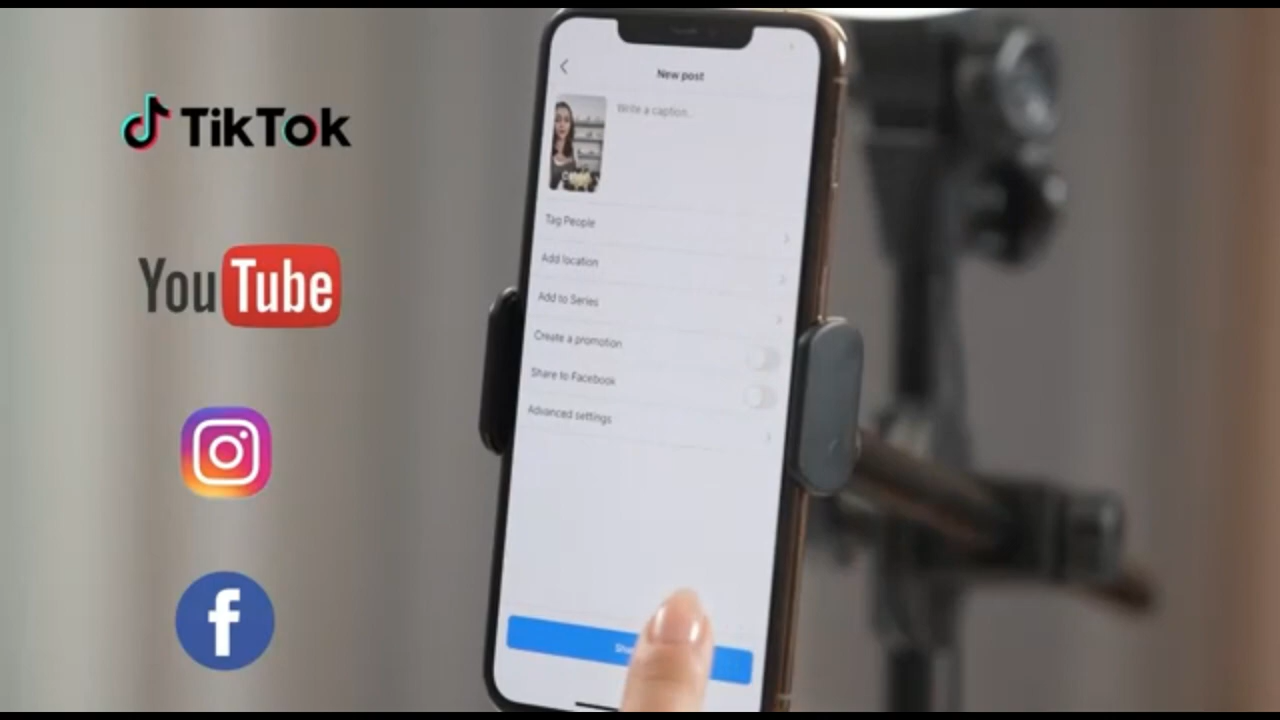 TikTok
YouTube
f
New post
Write a caption...
Tag People
Add location
Add to Series
Create a promotion
Share to Facebook
Advanced settings